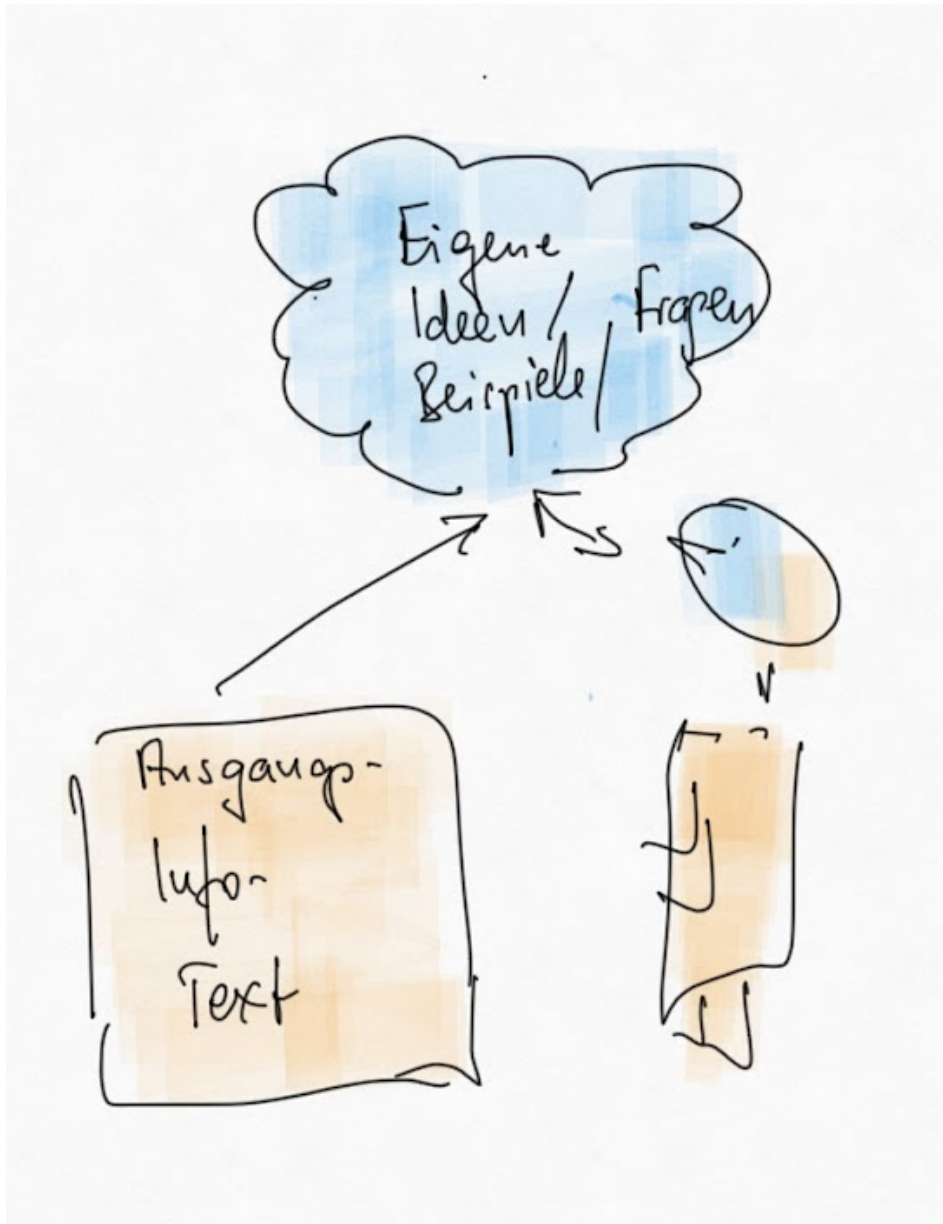 Eigene
Ideen / Fragen
Beispiele /
Ausgangs-
Info-
Text